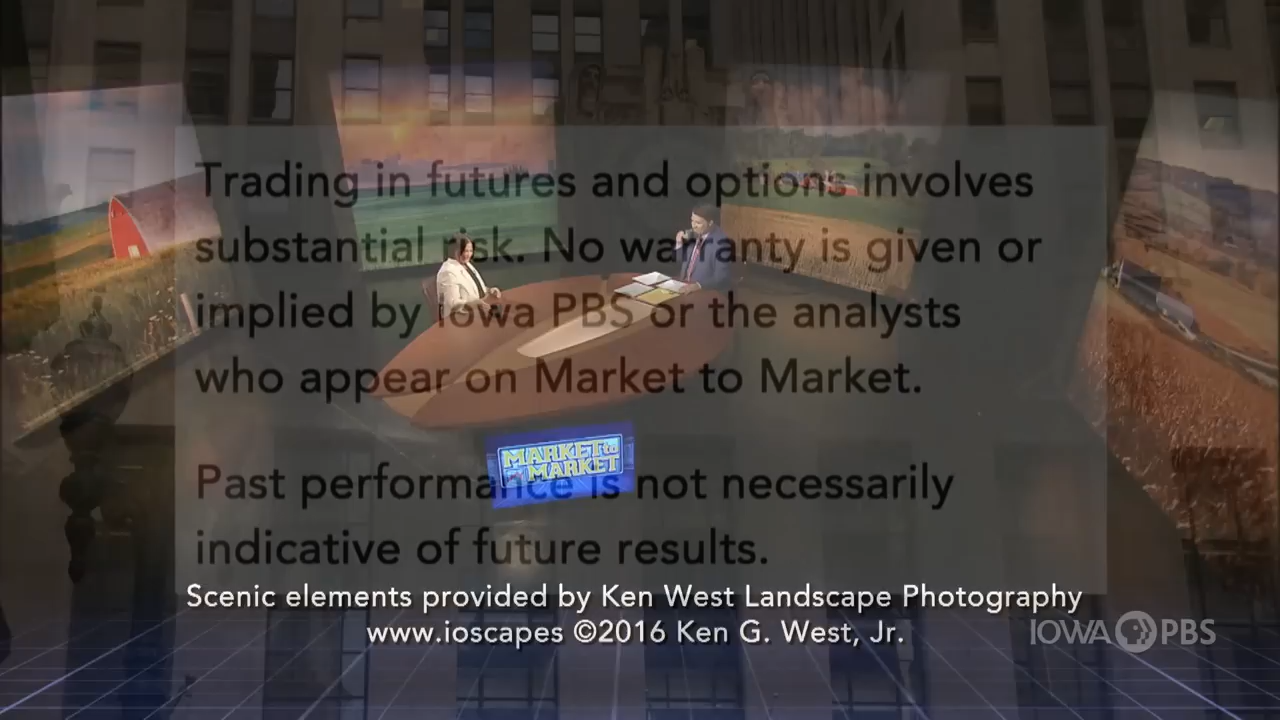 Trading in futures and options involves
substantial risk. No warranty is given or
implied by Iowa PBS or the analysts
who appear on Market to Market.
MARKET to
MARKET
Past performance is not necessarily
indicative of future results.
Scenic elements provided by Ken West Landscape Photography
www.ioscapes ©2016 Ken G. West, Jr.
IOWA PBS